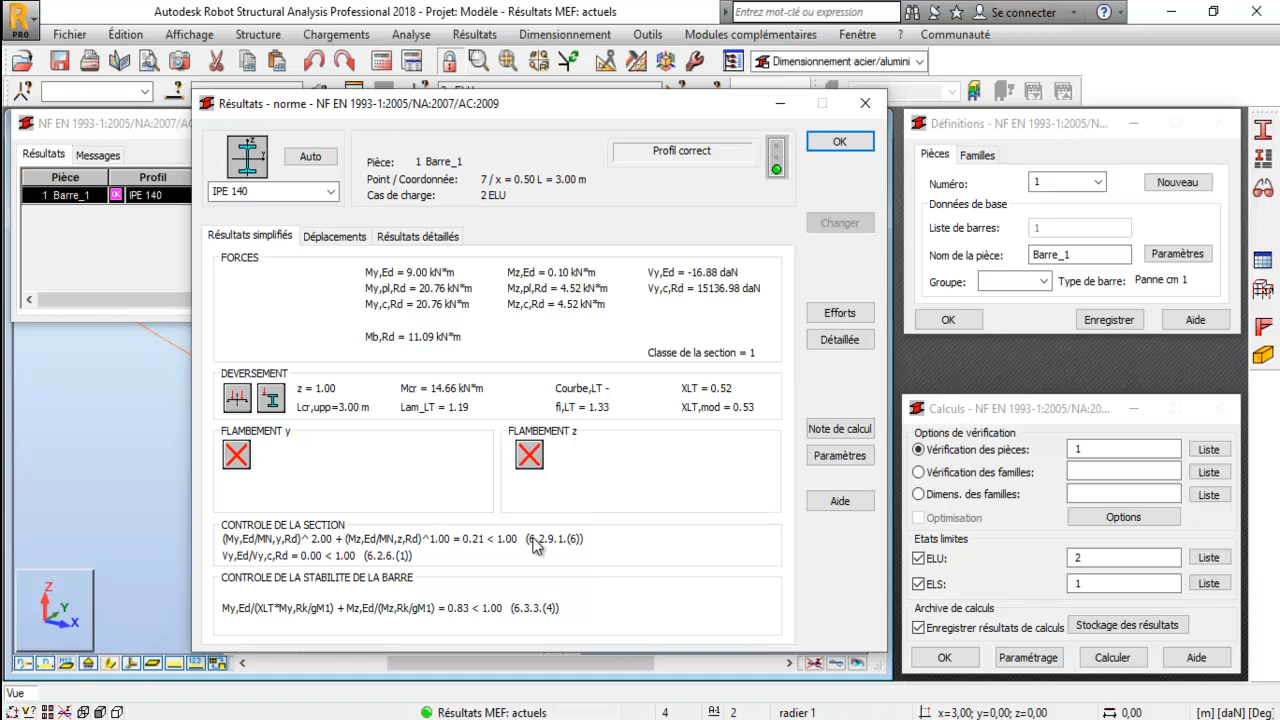 PRO
Autodesk Robot Structural Analysis Professional 2018 - Projet: Modèle - Résultats MEF: actuels
Entrez mot-clé ou expression
Se connecter
?
Fichier Édition Affichage Structure Chargements Analyse Résultats Dimensionnement Outils Modules complémentaires Fenêtre ? Communauté
Dimensionnement acier/alumini
NF EN 1993-1:2005/NA:2007/AC
Résultats Messages
Pièce Profil
1 Barre_1 OK IPE 140
Résultats - norme - NF EN 1993-1:2005/NA:2007/AC:2009
Auto
IPE 140
Pièce: 1 Barre_1
Point / Coordonnée: 7 / x = 0.50 L = 3.00 m
Cas de charge: 2 ELU
Profil correct
OK
Changer
Résultats simplifiés Déplacements Résultats détaillés
FORCES
My,Ed = 9.00 kN*m Mz,Ed = 0.10 kN*m Vy,Ed = -16.88 daN
My,pl,Rd = 20.76 kN*m Mz,pl,Rd = 4.52 kN*m Vy,c,Rd = 15136.98 daN
My,c,Rd = 20.76 kN*m Mz,c,Rd = 4.52 kN*m
Mb,Rd = 11.09 kN*m
Classe de la section = 1
Efforts
Détaillée
DEVERSEMENT
z = 1.00 Mcr = 14.66 kN*m Courbe,LT - XLT = 0.52
Lcr,upp=3.00 m Lam_LT = 1.19 fi,LT = 1.33 XLT,mod = 0.53
FLAMBEMENT y
FLAMBEMENT z
Note de calcul
Paramètres
Aide
CONTROLE DE LA SECTION
(My,Ed/MN,y,Rd)^ 2.00 + (Mz,Ed/MN,z,Rd)^1.00 = 0.21 < 1.00 (6.2.9.1.(6))
Vy,Ed/Vy,c,Rd = 0.00 < 1.00 (6.2.6.(1))
CONTROLE DE LA STABILITE DE LA BARRE
My,Ed/(XLT*My,Rk/gM1) + Mz,Ed/(Mz,Rk/gM1) = 0.83 < 1.00 (6.3.3.(4))
Définitions - NF EN 1993-1:2005/N...
Pièces Familles
Numéro: 1 Nouveau
Données de base
Liste de barres: 1
Nom de la pièce: Barre_1 Paramètres
Groupe: Type de barre: Panne cm 1
OK Enregistrer Aide
Calculs - NF EN 1993-1:2005/NA:20...
Options de vérification
Vérification des pièces: 1 Liste
Vérification des familles: Liste
Dimens. des familles: Liste
Optimisation Options
Etats limites
ELU: 2 Liste
ELS: 1 Liste
Archive de calculs
Enregistrer résultats de calculs Stockage des résultats
OK Paramétrage Calculer Aide
Z
Y
X
Vue
Résultats MEF: actuels 4 2 radier 1 x=3,00; y=0,00; z=0,00 0,00 [m] [daN] [Deg]